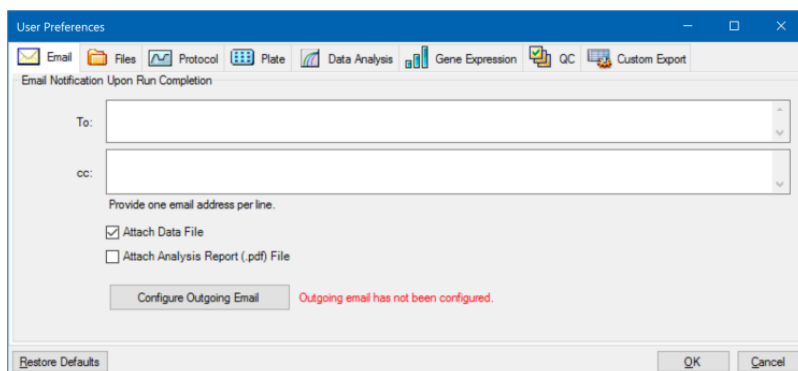 User Preferences
Email Files Protocol Plate Data Analysis Gene Expression QC Custom Export
Email Notification Upon Run Completion
To:
cc:
Provide one email address per line.
Attach Data File
Attach Analysis Report (.pdf) File
Configure Outgoing Email Outgoing email has not been configured.
Restore Defaults OK Cancel